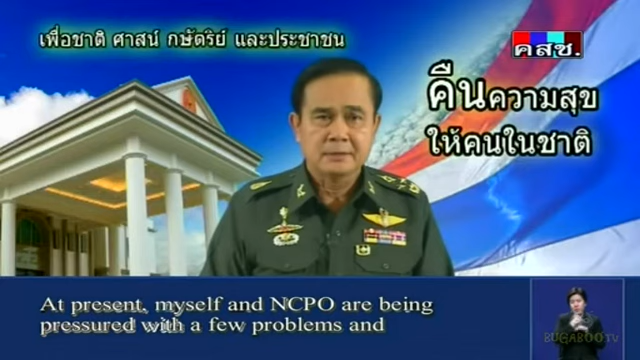 เพื่อชาติ ศาสน์ กษัตริย์ และประชาชน
คสช.
คืนความสุข
ให้คนในชาติ
At present, myself and NCPO are being
pressured with a few problems and
BUGABOO TV